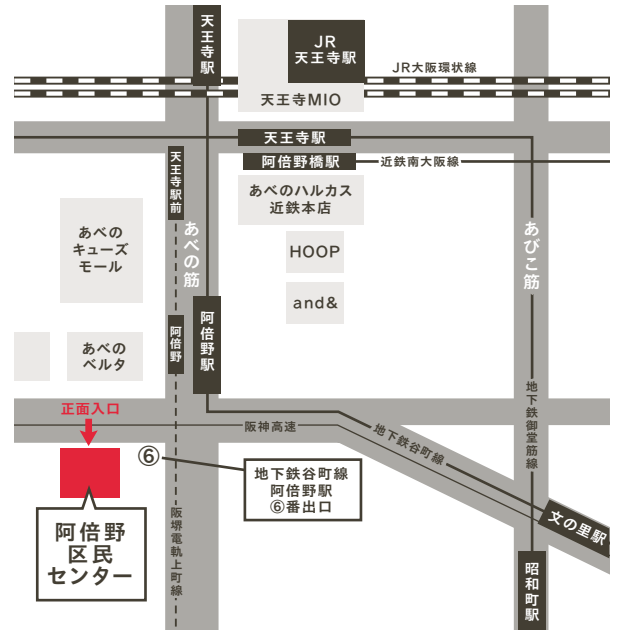 天王寺駅
JR
天王寺駅
JR大阪環状線
天王寺MIO
天王寺駅
阿倍野橋駅
近鉄南大阪線
天王寺駅前
あべのハルカス
近鉄本店
あべの
キューズ
モール
あべの筋
HOOP
あびこ筋
and&
阿倍野
阿倍野駅
あべの
ベルタ
正面入口
阪神高速
地下鉄谷町線
地下鉄御堂筋線
⑥
地下鉄谷町線
阿倍野駅
⑥番出口
阿倍野
区民
センター
阪堺電軌上町線
文の里駅
昭和町駅